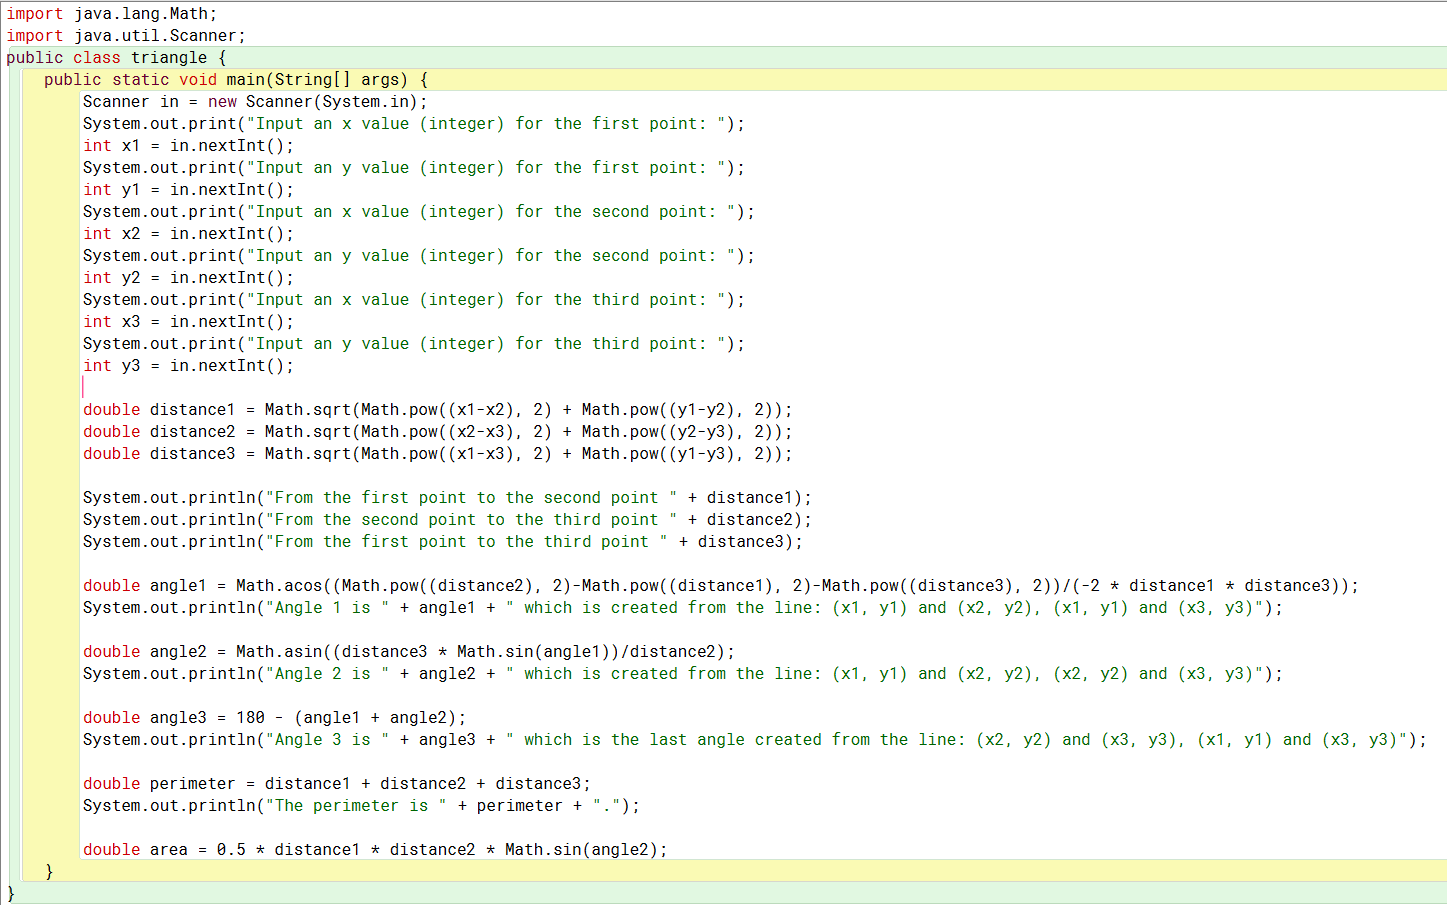 import java.lang.Math;
import java.util.Scanner;
public class triangle {
    public static void main(String[] args) {
        Scanner in = new Scanner(System.in);
        System.out.print("Input an x value (integer) for the first point: ");
        int x1 = in.nextInt();
        System.out.print("Input an y value (integer) for the first point: ");
        int y1 = in.nextInt();
        System.out.print("Input an x value (integer) for the second point: ");
        int x2 = in.nextInt();
        System.out.print("Input an y value (integer) for the second point: ");
        int y2 = in.nextInt();
        System.out.print("Input an x value (integer) for the third point: ");
        int x3 = in.nextInt();
        System.out.print("Input an y value (integer) for the third point: ");
        int y3 = in.nextInt();

        double distance1 = Math.sqrt(Math.pow((x1-x2), 2) + Math.pow((y1-y2), 2));
        double distance2 = Math.sqrt(Math.pow((x2-x3), 2) + Math.pow((y2-y3), 2));
        double distance3 = Math.sqrt(Math.pow((x1-x3), 2) + Math.pow((y1-y3), 2));

        System.out.println("From the first point to the second point " + distance1);
        System.out.println("From the second point to the third point " + distance2);
        System.out.println("From the first point to the third point " + distance3);

        double angle1 = Math.acos((Math.pow((distance2), 2)-Math.pow((distance1), 2)-Math.pow((distance3), 2))/(-2 * distance1 * distance3));
        System.out.println("Angle 1 is " + angle1 + " which is created from the line: (x1, y1) and (x2, y2), (x1, y1) and (x3, y3)");

        double angle2 = Math.asin((distance3 * Math.sin(angle1))/distance2);
        System.out.println("Angle 2 is " + angle2 + " which is created from the line: (x1, y1) and (x2, y2), (x2, y2) and (x3, y3)");

        double angle3 = 180 - (angle1 + angle2);
        System.out.println("Angle 3 is " + angle3 + " which is the last angle created from the line: (x2, y2) and (x3, y3), (x1, y1) and (x3, y3)");

        double perimeter = distance1 + distance2 + distance3;
        System.out.println("The perimeter is " + perimeter + ".");

        double area = 0.5 * distance1 * distance2 * Math.sin(angle2);
    }
}